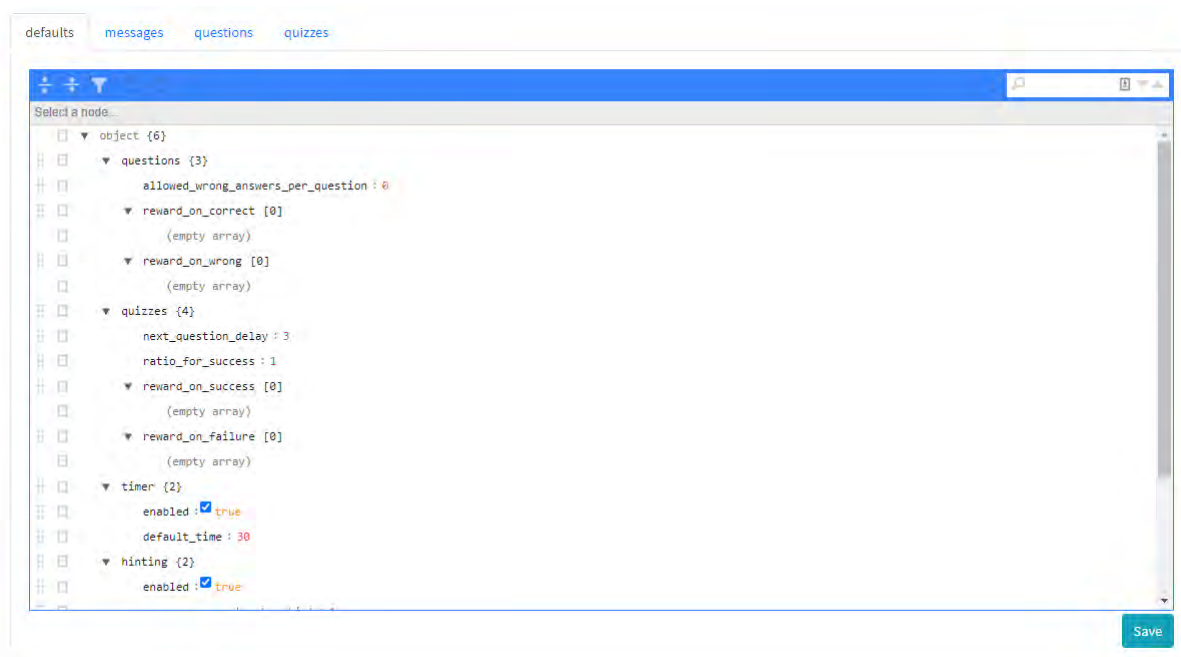 defaults messages questions quizzes
Select a node...
object {6}
questions {3}
allowed_wrong_answers_per_question : 0
reward_on_correct [0]
(empty array)
reward_on_wrong [0]
(empty array)
quizzes {4}
next_question_delay : 3
ratio_for_success : 1
reward_on_success [0]
(empty array)
reward_on_failure [0]
(empty array)
timer {2}
enabled : true
default_time : 30
hinting {2}
enabled : true
Save